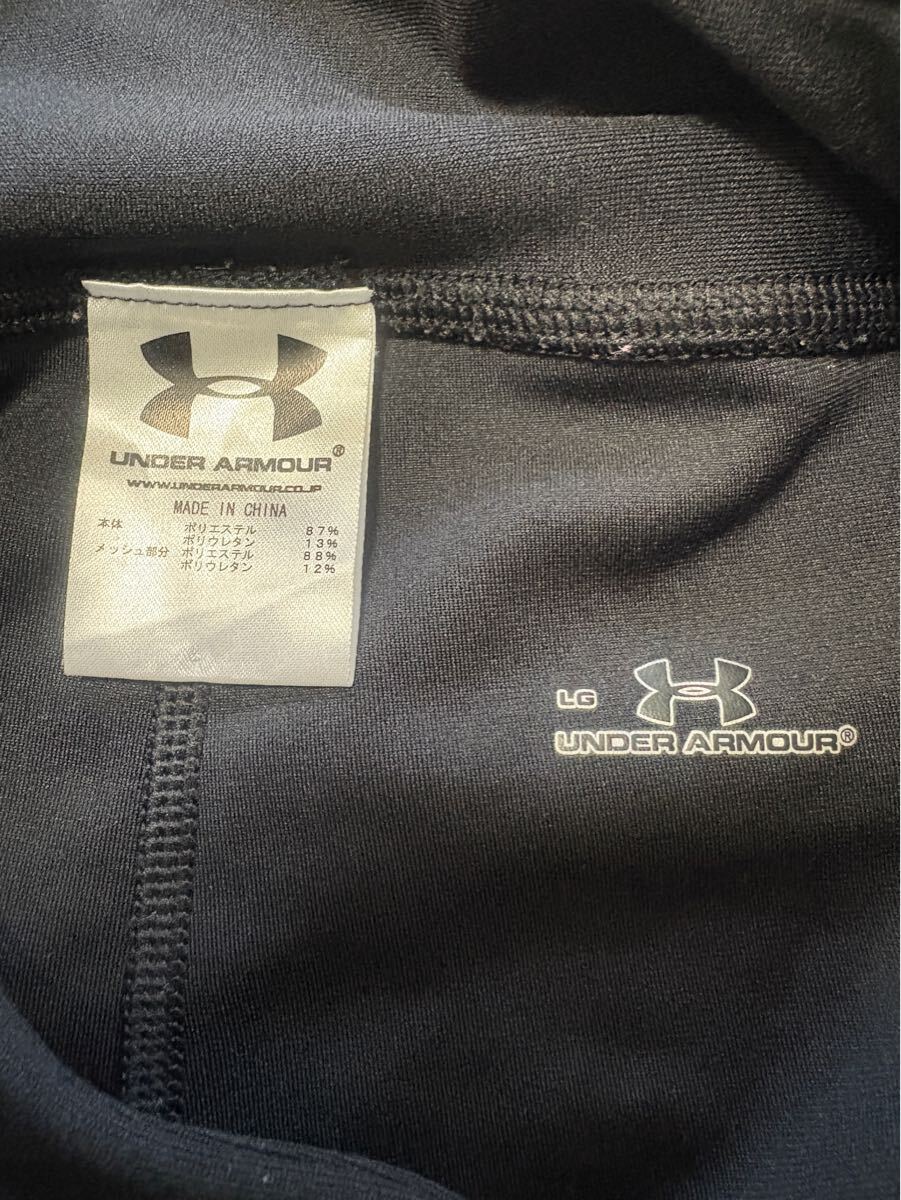 UNDER ARMOUR®
WWW.UNDERARMOUR.CO.JP
MADE IN CHINA
本体 ポリエステル 87%
ポリウレタン 13%
メッシュ部分 ポリエステル 88%
ポリウレタン 12%
LG
UNDER ARMOUR®